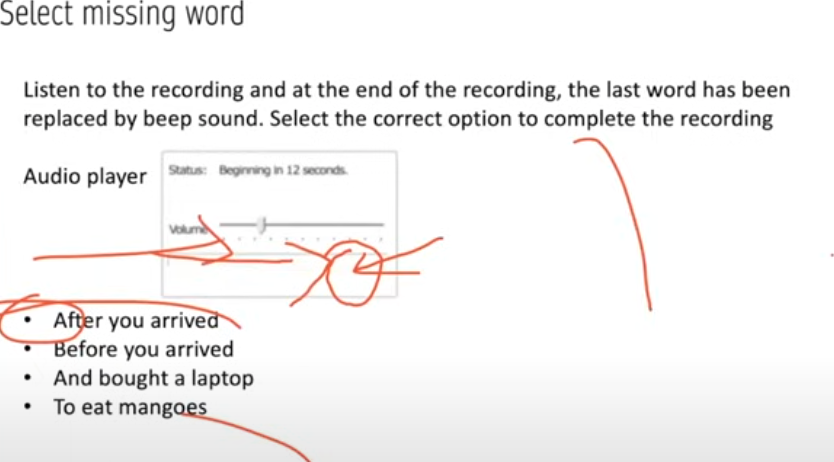 Select missing word
Listen to the recording and at the end of the recording, the last word has been
replaced by beep sound. Select the correct option to complete the recording
Audio player
Status: Beginning in 12 seconds.
Volume
• After you arrived
• Before you arrived
• And bought a laptop
• To eat mangoes